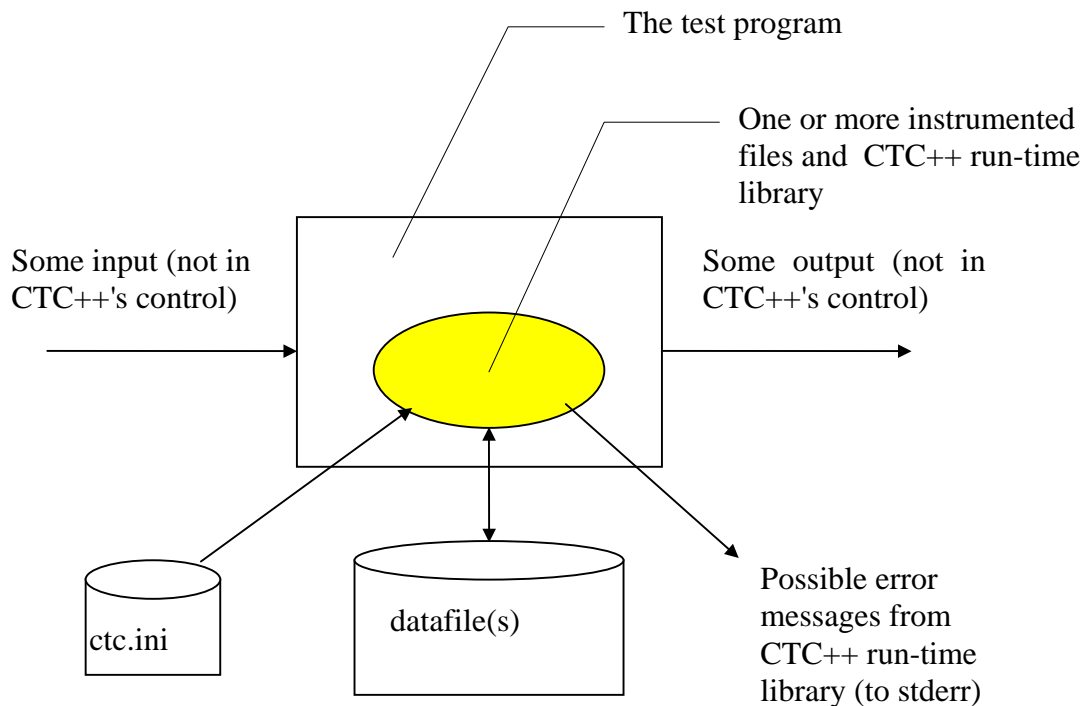 The test program
One or more instrumented
files and CTC++ run-time
library
Some input (not in
CTC++'s control)
Some output (not in
CTC++'s control)
ctc.ini
datafile(s)
Possible error
messages from
CTC++ run-time
library (to stderr)